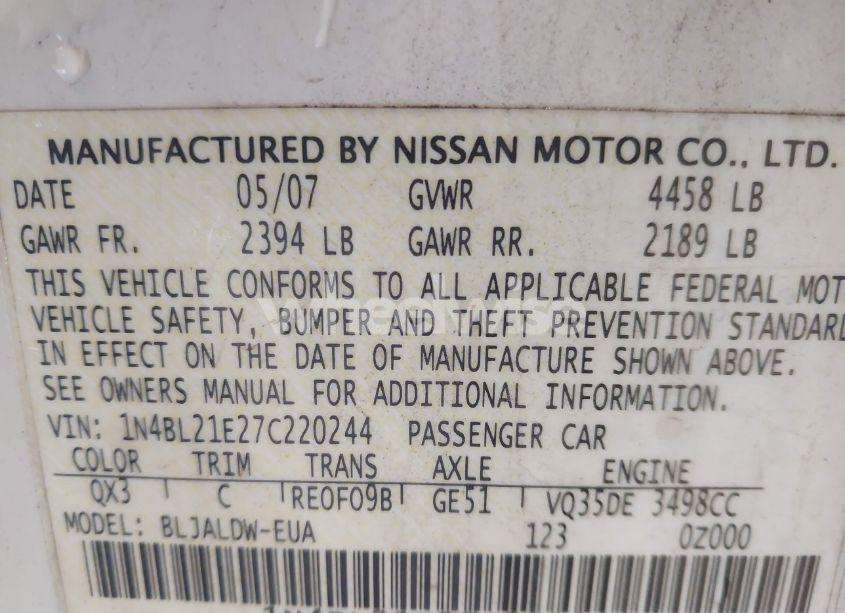 MANUFACTURED BY NISSAN MOTOR CO., LTD.
DATE 05/07 GVWR 4458 LB
GAWR FR. 2394 LB GAWR RR. 2189 LB
THIS VEHICLE CONFORMS TO ALL APPLICABLE FEDERAL MOT
VEHICLE SAFETY, BUMPER AND THEFT PREVENTION STANDARD
IN EFFECT ON THE DATE OF MANUFACTURE SHOWN ABOVE.
SEE OWNERS MANUAL FOR ADDITIONAL INFORMATION.
VIN: 1N4BL21E27C220244 PASSENGER CAR
COLOR TRIM TRANS AXLE ENGINE
QX3 C RE0F09B GE51 VQ35DE 3498CC
MODEL: BLJALDW-EUA 123 0Z000